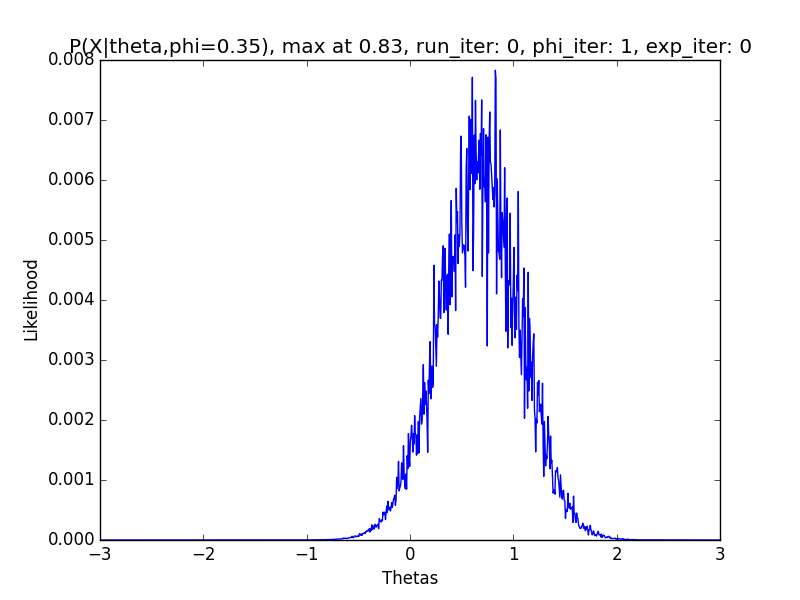 P(X|theta,phi=0.35), max at 0.83, run_iter: 0, phi_iter: 1, exp_iter: 0
0.008
0.007
0.006
0.005
0.004
0.003
0.002
0.001
0.000
Likelihood
−3 −2 −1 0 1 2 3
Thetas